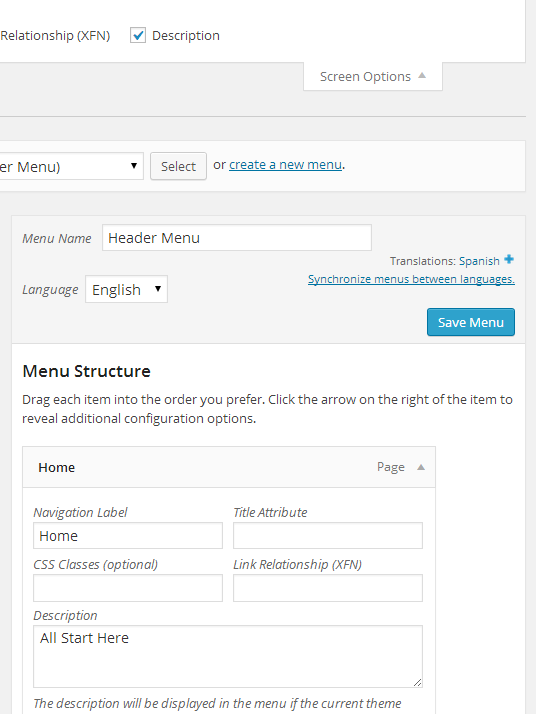 Relationship (XFN) Description
Screen Options
er Menu) Select or create a new menu.
Menu Name Header Menu
Translations: Spanish
Synchronize menus between languages.
Language English
Save Menu
Menu Structure
Drag each item into the order you prefer. Click the arrow on the right of the item to
reveal additional configuration options.
Home Page
Navigation Label Title Attribute
Home
CSS Classes (optional) Link Relationship (XFN)
Description
All Start Here
The description will be displayed in the menu if the current theme